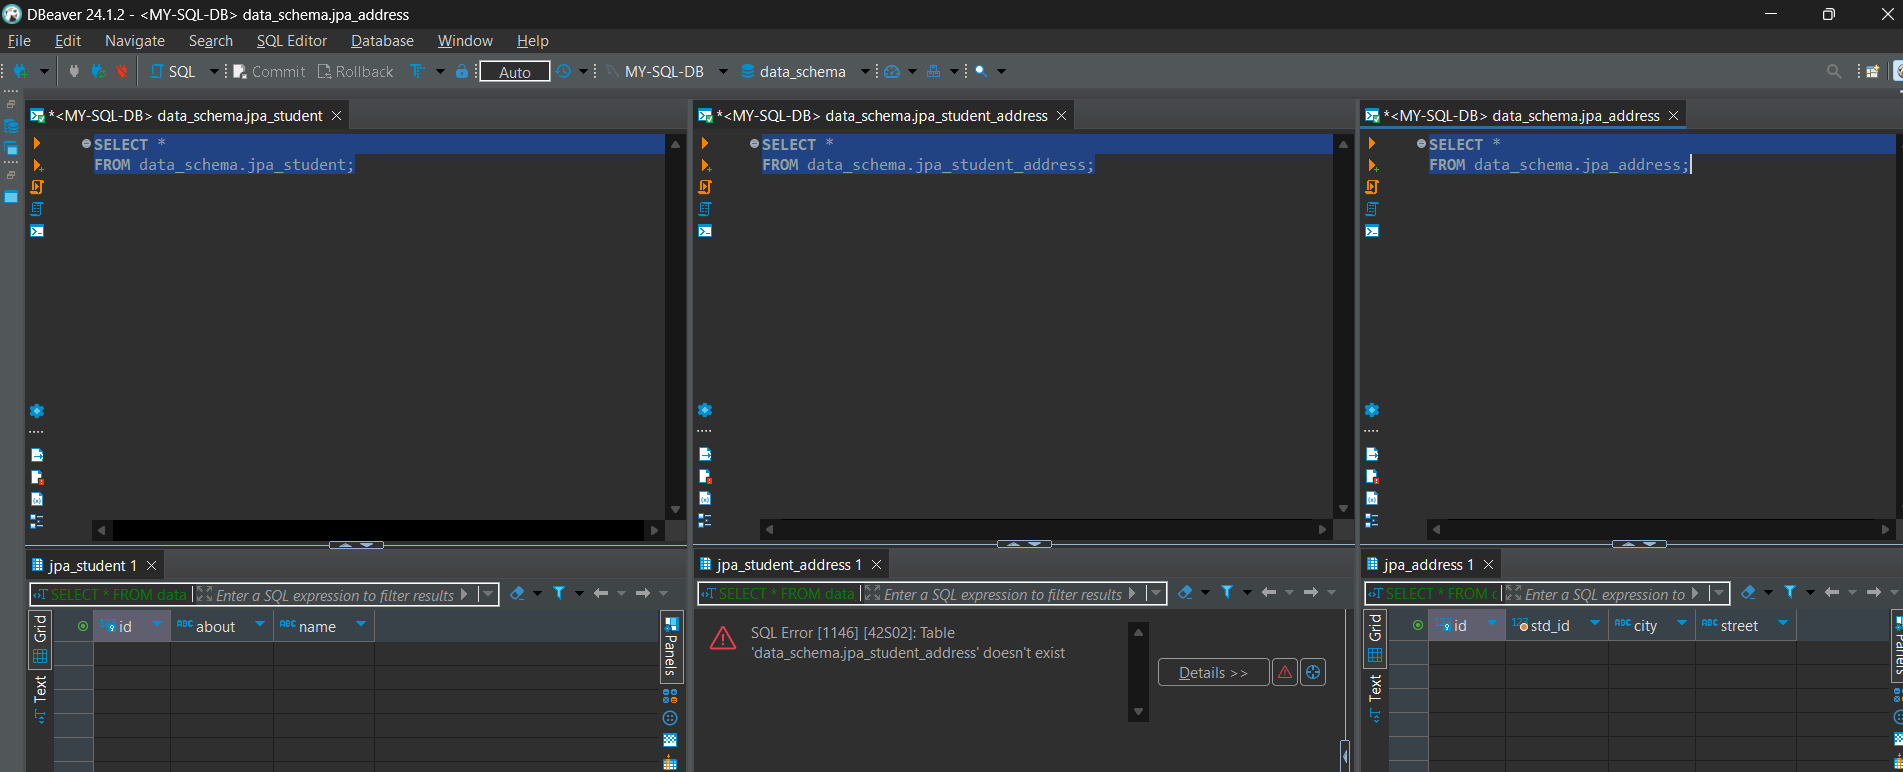 DBeaver 24.1.2 - <MY-SQL-DB> data_schema.jpa_address
File Edit Navigate Search SQL Editor Database Window Help
SQL Commit Rollback Auto MY-SQL-DB data_schema
*<MY-SQL-DB> data_schema.jpa_student
SELECT *
FROM data_schema.jpa_student;
jpa_student 1
SELECT * FROM data Enter a SQL expression to filter results
Grid
Text
id about name
Panels
*<MY-SQL-DB> data_schema.jpa_student_address
SELECT *
FROM data_schema.jpa_student_address;
jpa_student_address 1
SELECT * FROM data Enter a SQL expression to filter results
SQL Error [1146] [42S02]: Table
'data_schema.jpa_student_address' doesn't exist
Details >>
*<MY-SQL-DB> data_schema.jpa_address
SELECT *
FROM data_schema.jpa_address;
jpa_address 1
SELECT * FROM Enter a SQL expression to
Grid
Text
id std_id city street
Panels